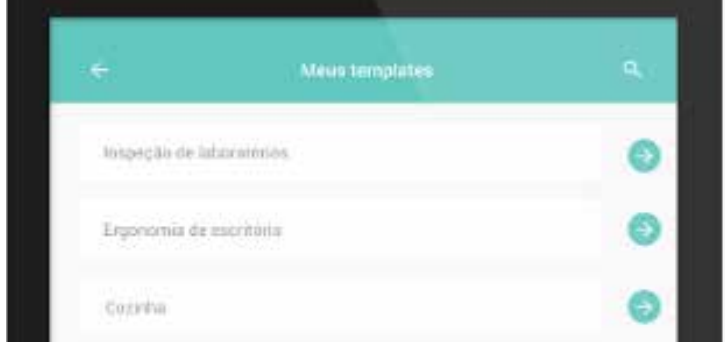 Meus templates
Inspeção de laboratórios
Ergonomia de escritório
Cozinha